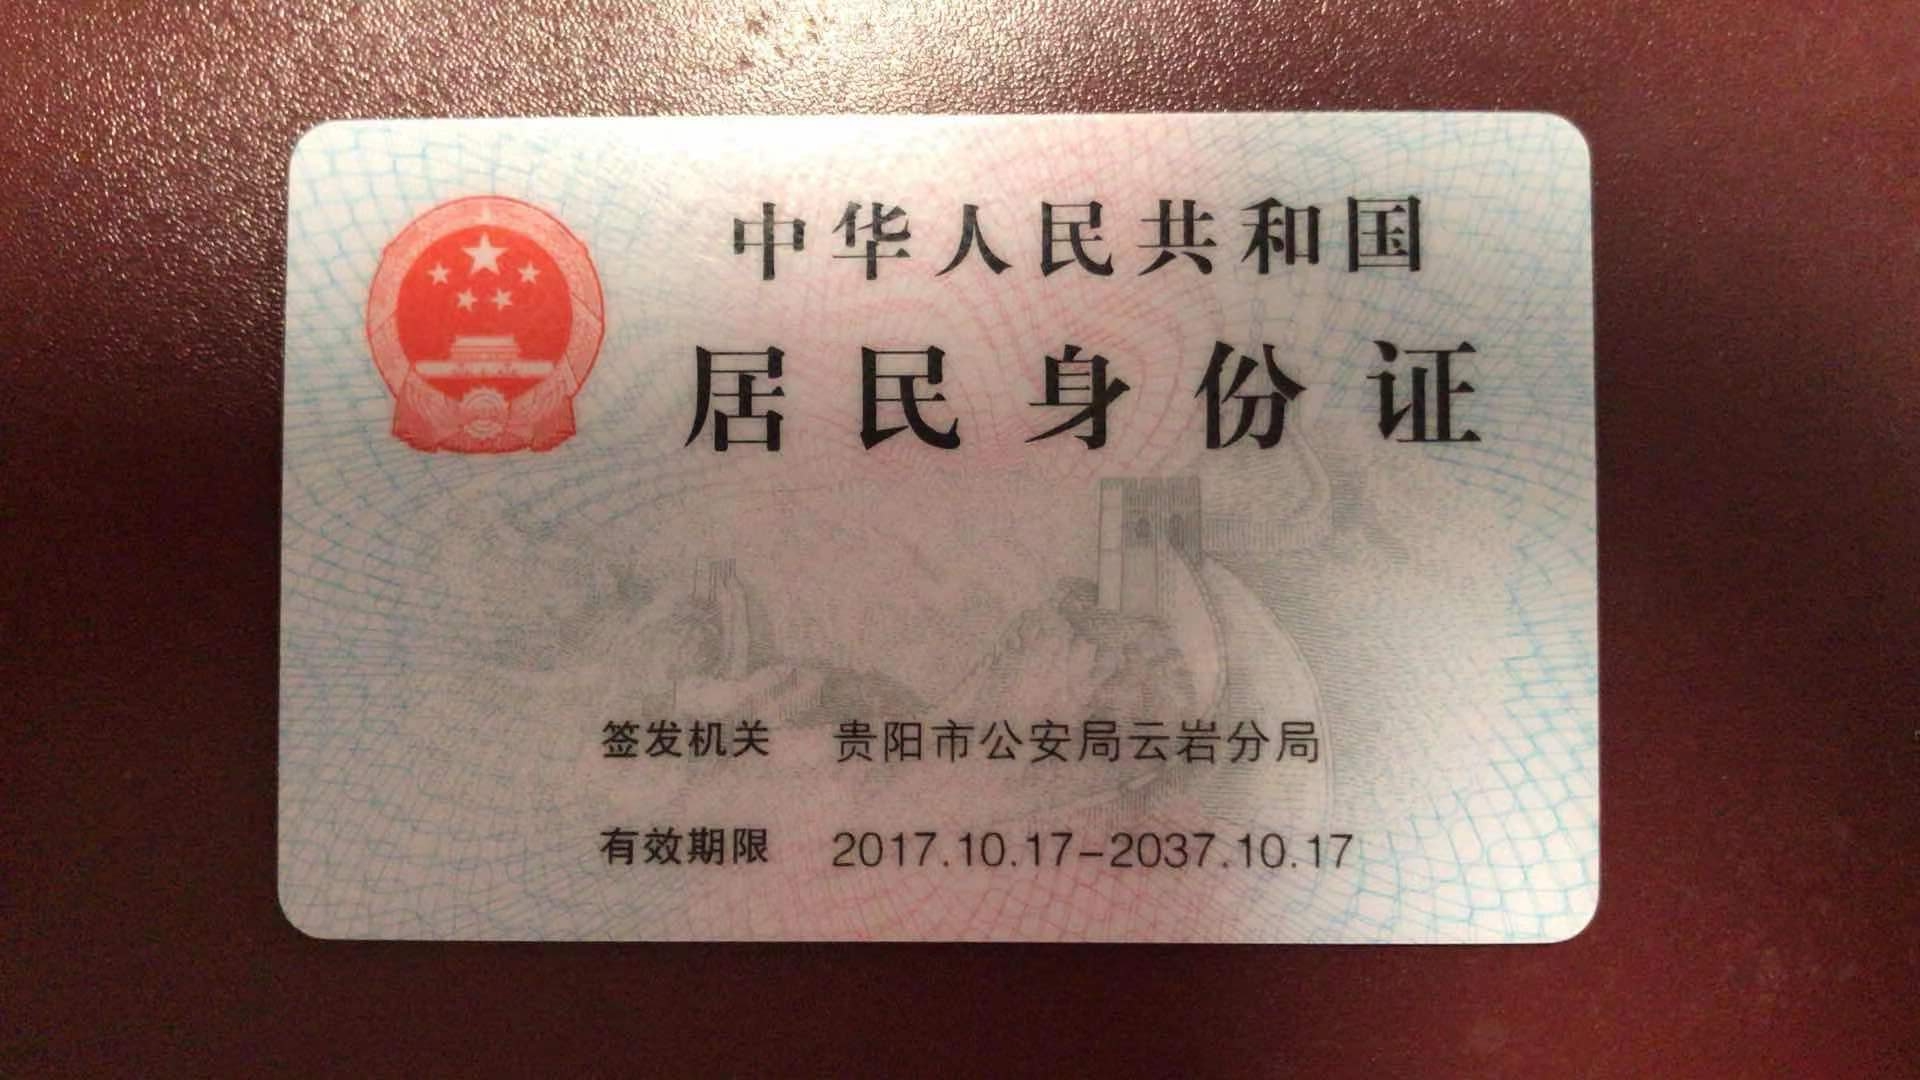 中华人民共和国
居民身份证
签发机关 贵阳市公安局云岩分局
有效期限 2017.10.17-2037.10.17